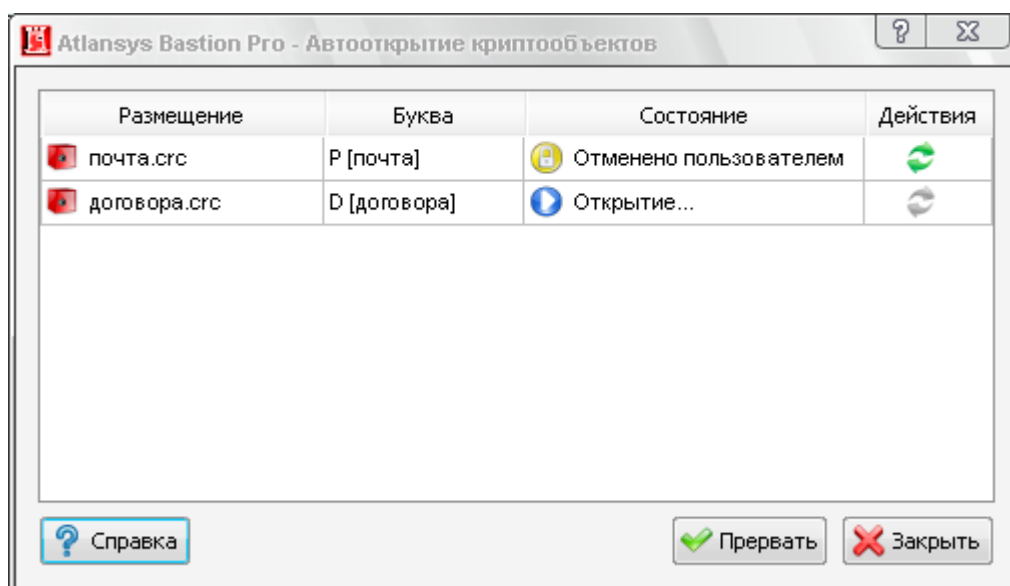 Atlansys Bastion Pro - Автооткрытие криптообъектов
Размещение Буква Состояние Действия
почта.crc P [почта] Отменено пользователем
договора.crc D [договора] Открытие...
Справка Прервать Закрыть